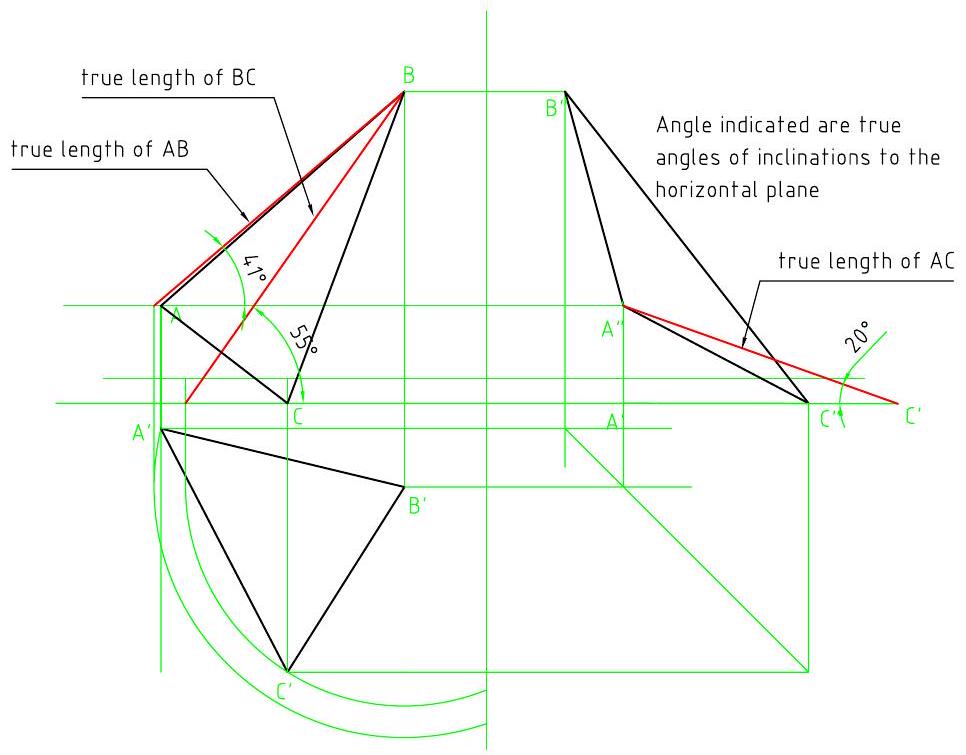 B
true length of BC
B'
Angle indicated are true
angles of inclinations to the
horizontal plane
true length of AB
41°
true length of AC
A
A"
55°
20°
C
A'
C"
C'
A'
B'
C'